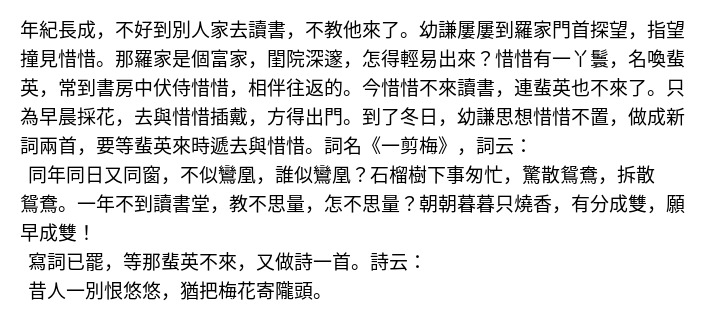 年紀長成，不好到別人家去讀書，不教他來了。幼謙屢屢到羅家門首探望，指望
撞見惜惜。那羅家是個富家，閨院深邃，怎得輕易出來？惜惜有一丫鬟，名喚蜚
英，常到書房中伏侍惜惜，相伴往返的。今惜惜不來讀書，連蜚英也不來了。只
為早晨採花，去與惜惜插戴，方得出門。到了冬日，幼謙思想惜惜不置，做成新
詞兩首，要等蜚英來時遞去與惜惜。詞名《一剪梅》，詞云：
同年同日又同窗，不似鸞凰，誰似鸞凰？石榴樹下事匆忙，驚散鴛鴦，拆散
鴛鴦。一年不到讀書堂，教不思量，怎不思量？朝朝暮暮只燒香，有分成雙，願
早成雙！
寫詞已罷，等那蜚英不來，又做詩一首。詩云：
昔人一別恨悠悠，猶把梅花寄隴頭。